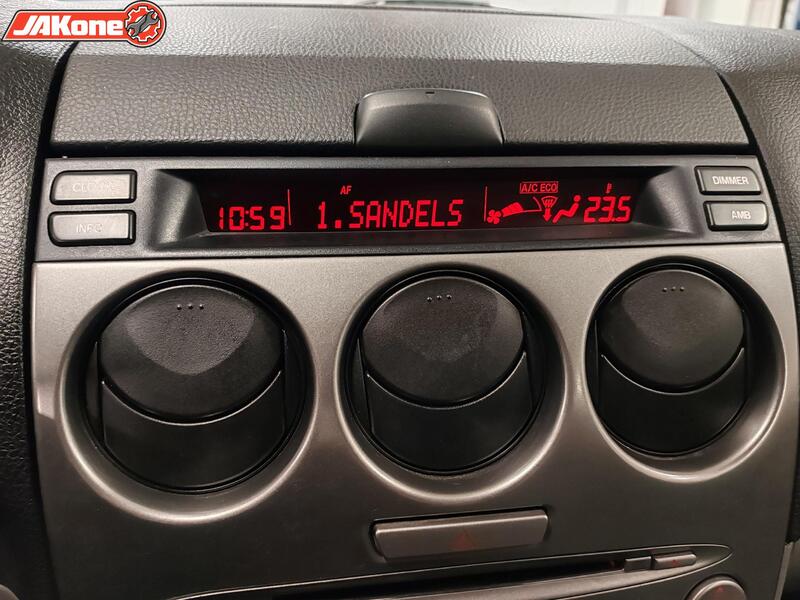 JAKone
CLOCK
INFO
10:59
AF
1.SANDELS
A/C ECO
23.5
DIMMER
AMB